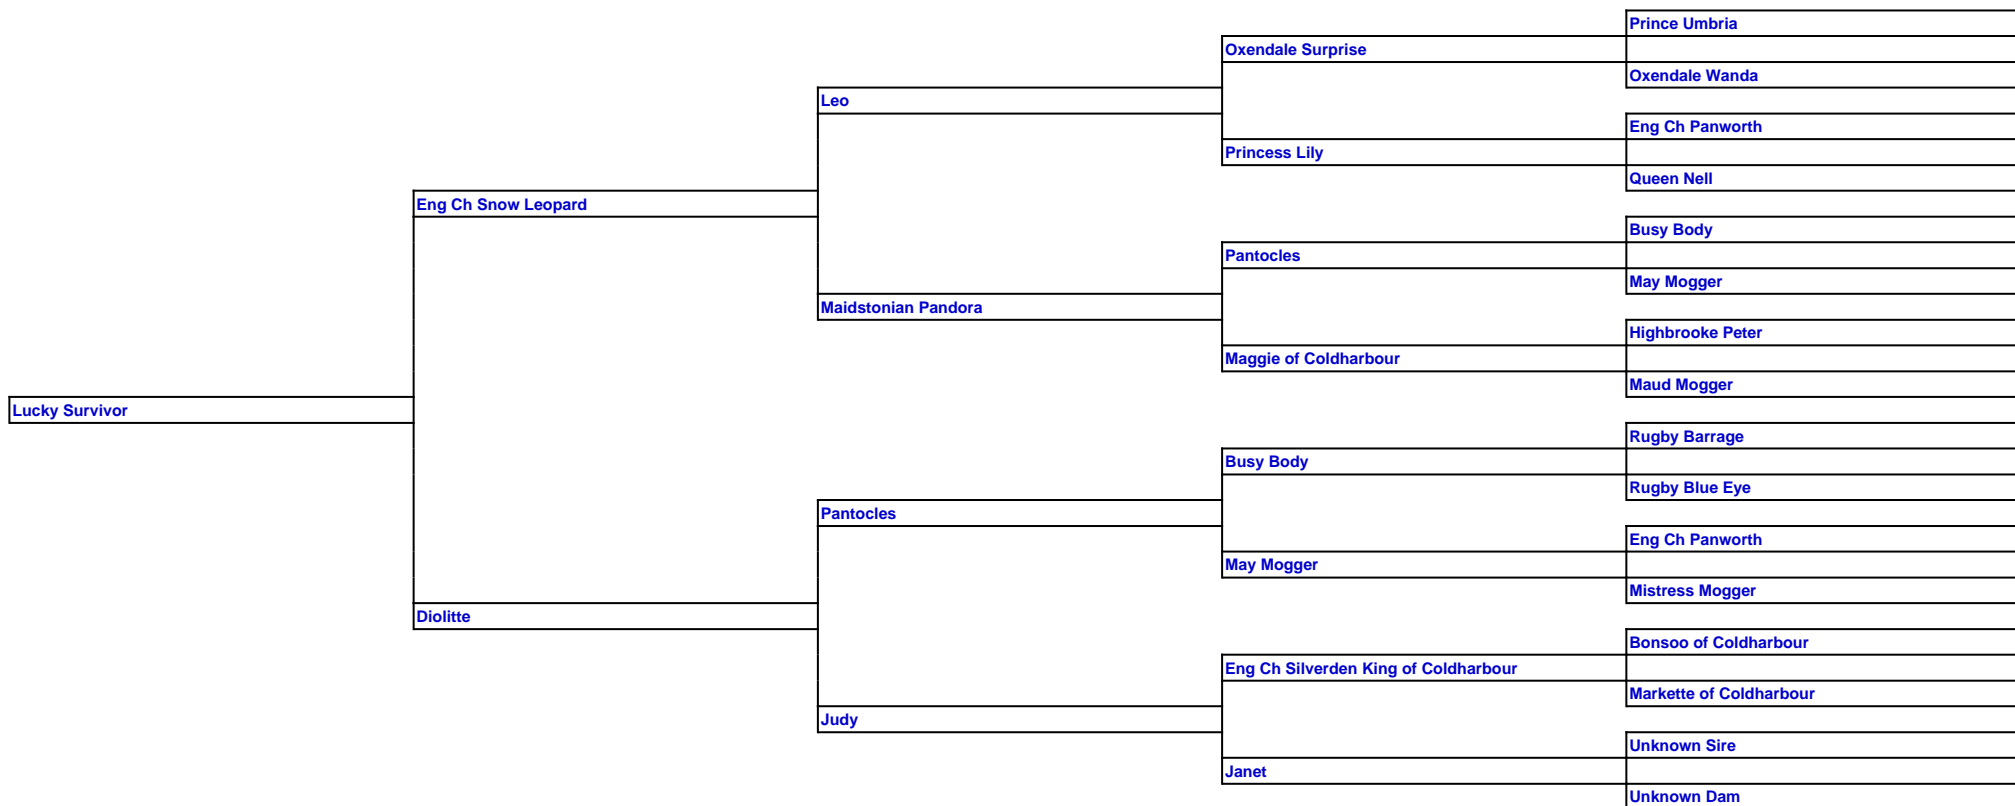 Prince Umbria
Oxendale Surprise
Oxendale Wanda
Leo
Eng Ch Panworth
Princess Lily
Queen Nell
Eng Ch Snow Leopard
Busy Body
Pantocles
May Mogger
Maidstonian Pandora
Highbrooke Peter
Maggie of Coldharbour
Maud Mogger
Lucky Survivor
Rugby Barrage
Busy Body
Rugby Blue Eye
Pantocles
Eng Ch Panworth
May Mogger
Mistress Mogger
Diolitte
Bonsoo of Coldharbour
Eng Ch Silverden King of Coldharbour
Markette of Coldharbour
Judy
Unknown Sire
Janet
Unknown Dam